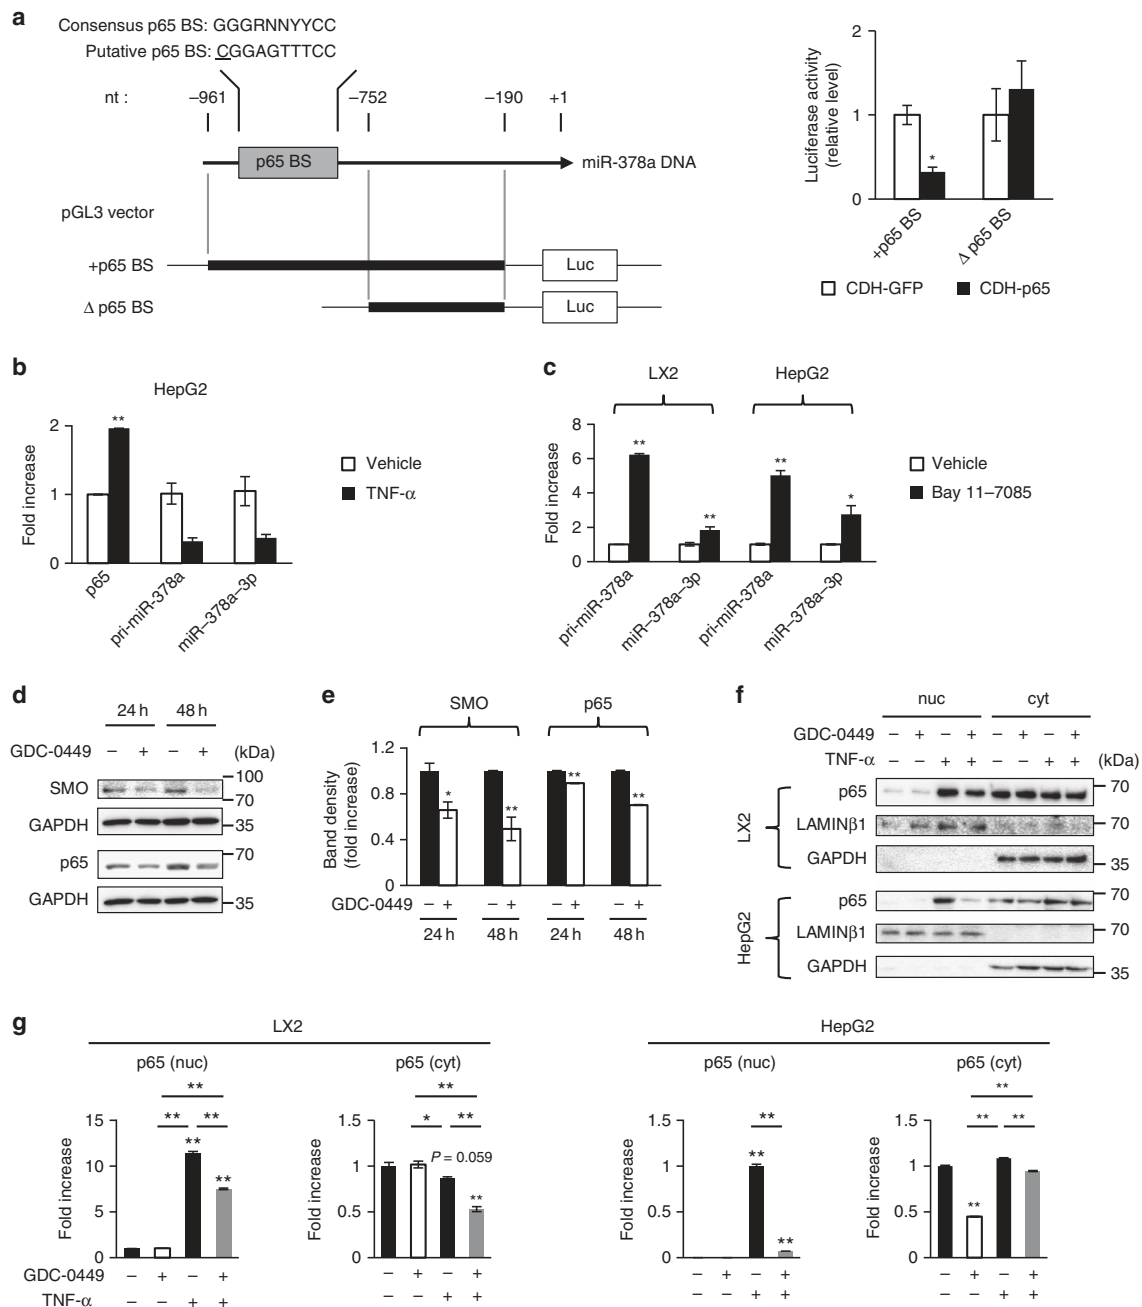 a
Consensus p65 BS: GGGRNNYYCC
Putative p65 BS: CGGAGTTTCC
nt : −961 −752 −190 +1
p65 BS
miR-378a DNA
pGL3 vector
+p65 BS Luc
Δ p65 BS Luc
Luciferase activity
(relative level)
2
1
0
*
+p65 BS Δ p65 BS
CDH-GFP CDH-p65
b
HepG2
Fold increase
2
1
0
**
p65 pri-miR-378a miR–378a–3p
Vehicle
TNF-α
c
LX2 HepG2
Fold increase
8
6
4
2
0
** ** ** *
pri-miR-378a miR–378a–3p pri-miR-378a miR–378a–3p
Vehicle
Bay 11–7085
d
24 h 48 h
GDC-0449 − + − + (kDa)
SMO 100
70
GAPDH 35
p65 70
GAPDH 35
e
SMO p65
Band density
(fold increase)
1.2
0.8
0.4
0
* ** ** **
GDC-0449 − + − + − + − +
24 h 48 h 24 h 48 h
f
nuc cyt
GDC-0449 − + − + − + − +
TNF-α − − + + − − + + (kDa)
LX2
p65 70
LAMINβ1 70
GAPDH 35
HepG2
p65 70
LAMINβ1 70
GAPDH 35
g
LX2 HepG2
p65 (nuc) p65 (cyt) p65 (nuc) p65 (cyt)
Fold increase
15
10
5
0
** ** ** ** **
GDC-0449 − + − +
TNF-α − − + +
Fold increase
1.5
1
0.5
0
** * ** P = 0.059 **
− + − +
− − + +
Fold increase
1.5
1
0.5
0
** ** **
− + − +
− − + +
Fold increase
1.5
1
0.5
0
** ** ** **
− + − +
− − + +